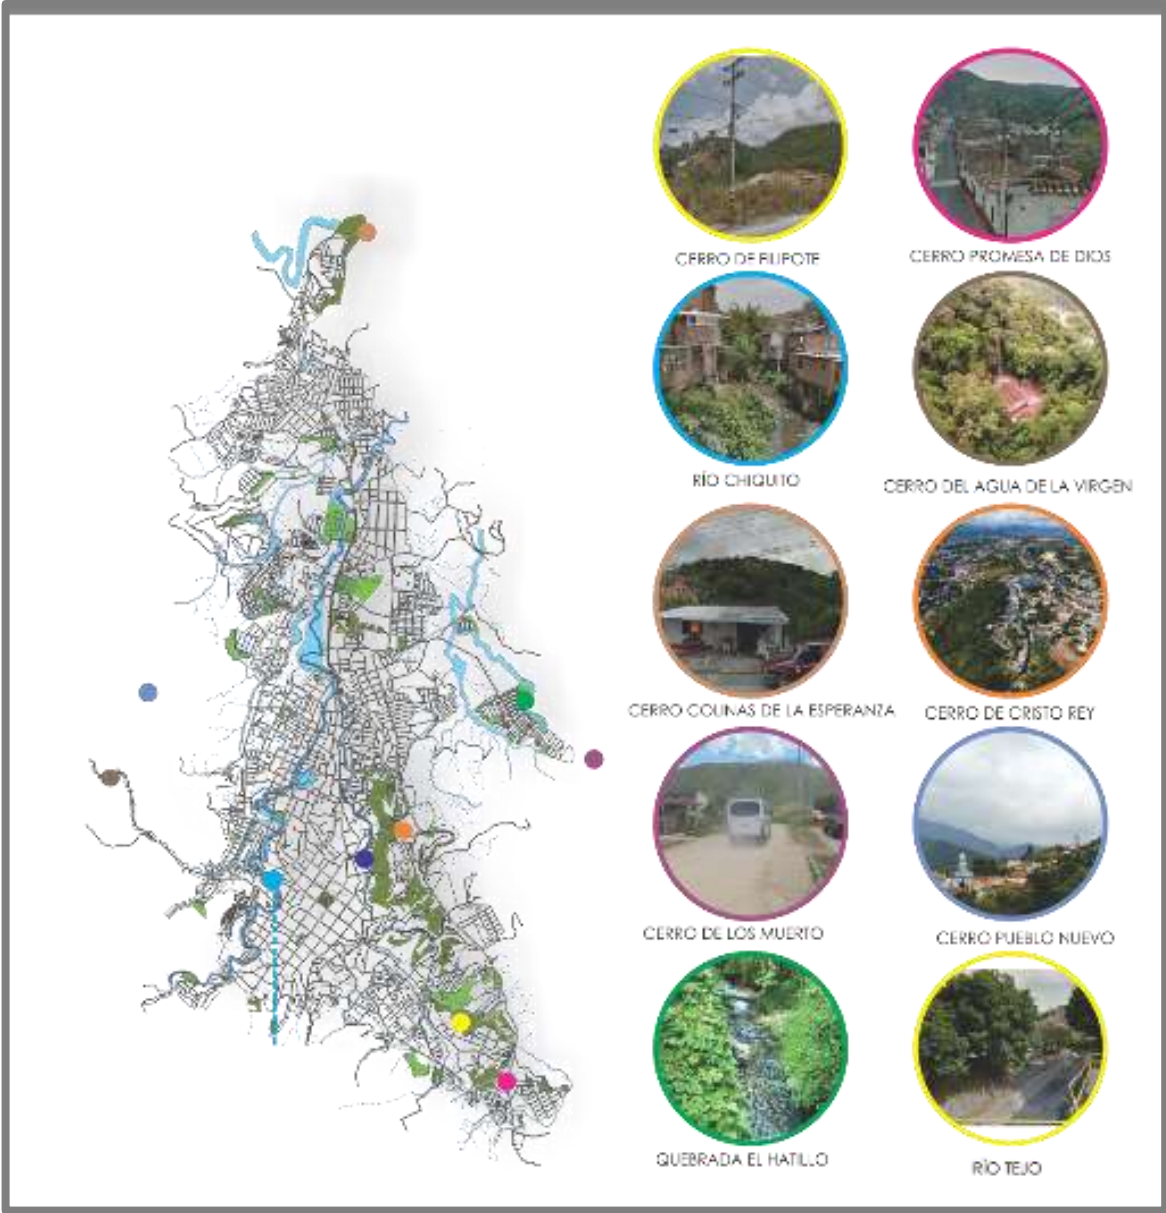 CERRO DE FILIPOTE
CERRO PROMESA DE DIOS
RÍO CHIQUITO
CERRO DEL AGUA DE LA VIRGEN
CERRO COLINAS DE LA ESPERANZA
CERRO DE CRISTO REY
CERRO DE LOS MUERTO
CERRO PUEBLO NUEVO
QUEBRADA EL HATILLO
RÍO TEJO